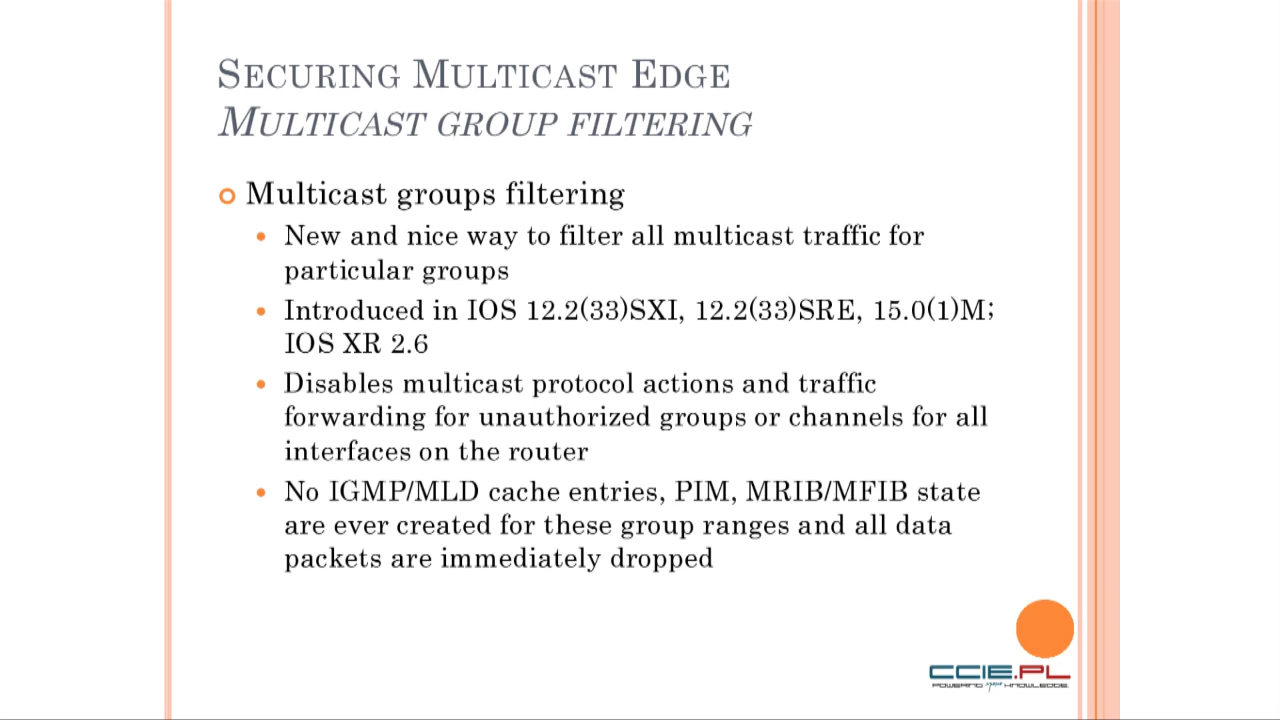 SECURING MULTICAST EDGE
MULTICAST GROUP FILTERING
Multicast groups filtering
New and nice way to filter all multicast traffic for
particular groups
Introduced in IOS 12.2(33)SXI, 12.2(33)SRE, 15.0(1)M;
IOS XR 2.6
Disables multicast protocol actions and traffic
forwarding for unauthorized groups or channels for all
interfaces on the router
No IGMP/MLD cache entries, PIM, MRIB/MFIB state
are ever created for these group ranges and all data
packets are immediately dropped
CCIE.PL
POWERING your KNOWLEDGE